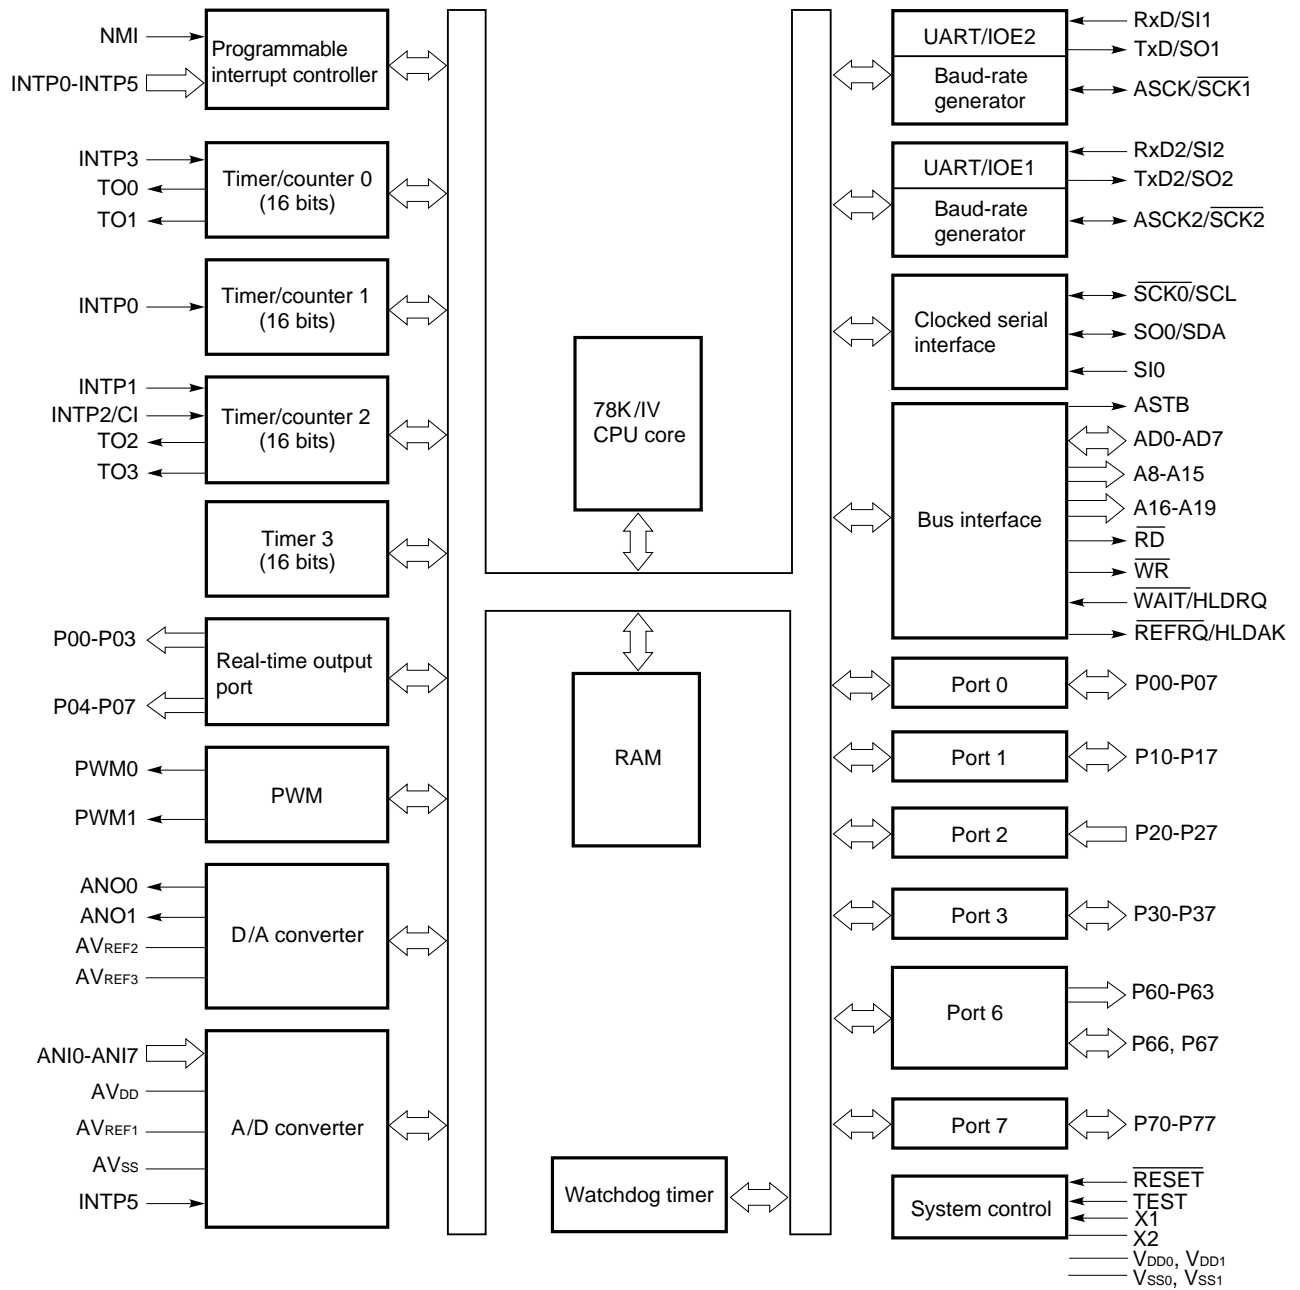 NMI
INTP0-INTP5
Programmable
interrupt controller
INTP3
TO0
TO1
Timer/counter 0
(16 bits)
INTP0
Timer/counter 1
(16 bits)
INTP1
INTP2/CI
TO2
TO3
Timer/counter 2
(16 bits)
Timer 3
(16 bits)
P00-P03
P04-P07
Real-time output
port
PWM0
PWM1
PWM
ANO0
ANO1
AVREF2
AVREF3
D/A converter
ANI0-ANI7
AVDD
AVREF1
AVSS
INTP5
A/D converter
78K/IV
CPU core
RAM
Watchdog timer
UART/IOE2
Baud-rate
generator
RxD/SI1
TxD/SO1
ASCK/SCK1
UART/IOE1
Baud-rate
generator
RxD2/SI2
TxD2/SO2
ASCK2/SCK2
Clocked serial
interface
SCK0/SCL
SO0/SDA
SI0
Bus interface
ASTB
AD0-AD7
A8-A15
A16-A19
RD
WR
WAIT/HLDRQ
REFRQ/HLDAK
Port 0
P00-P07
Port 1
P10-P17
Port 2
P20-P27
Port 3
P30-P37
Port 6
P60-P63
P66, P67
Port 7
P70-P77
System control
RESET
TEST
X1
X2
VDD0, VDD1
VSS0, VSS1